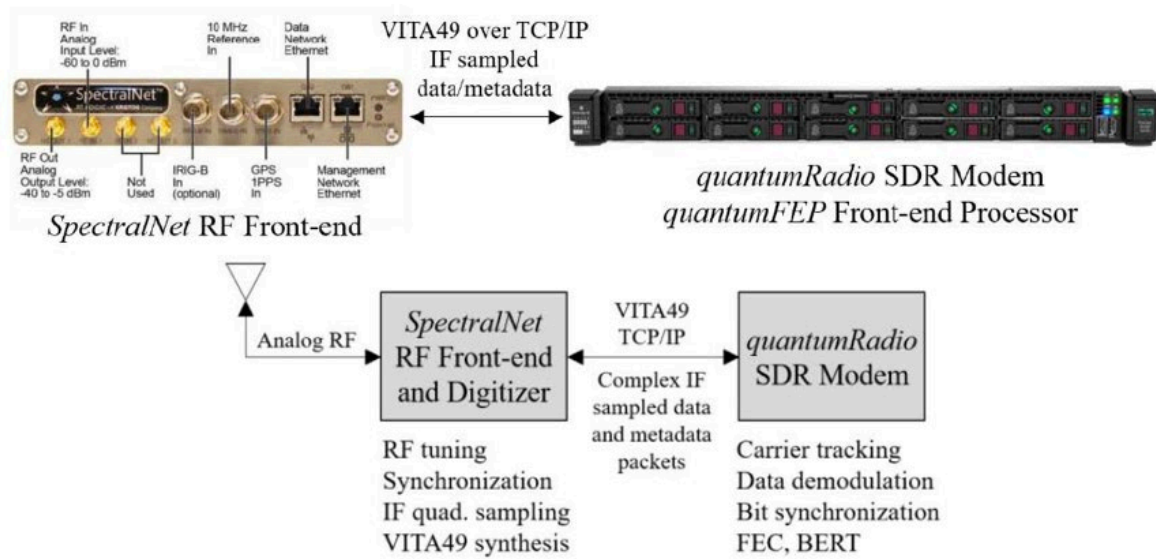 RF In
Analog
Input Level:
-60 to 0 dBm
10 MHz
Reference
In
Data
Network
Ethernet
SpectralNet
RF Out
Analog
Output Level:
-40 to -5 dBm
Not
Used
IRIG-B
In
(optional)
GPS
1PPS
In
Management
Network
Ethernet
SpectralNet RF Front-end
VITA49 over TCP/IP
IF sampled
data/metadata
quantumRadio SDR Modem
quantumFEP Front-end Processor
Analog RF
SpectralNet
RF Front-end
and Digitizer
VITA49
TCP/IP
Complex IF
sampled data
and metadata
packets
quantumRadio
SDR Modem
RF tuning
Synchronization
IF quad. sampling
VITA49 synthesis
Carrier tracking
Data demodulation
Bit synchronization
FEC, BERT